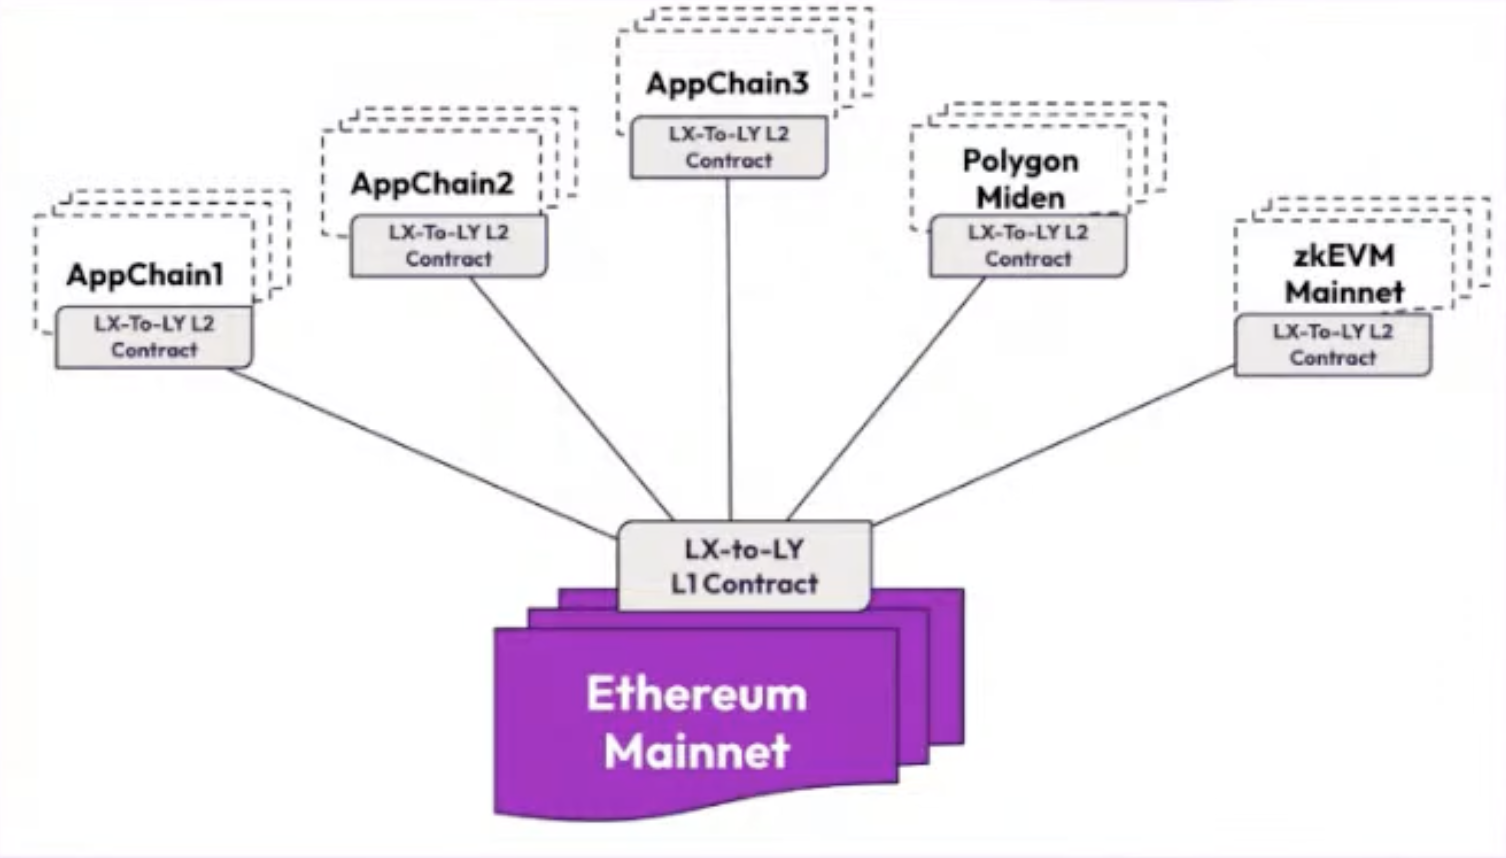 AppChain3
LX-To-LY L2
Contract
AppChain2
LX-To-LY L2
Contract
Polygon
Miden
LX-To-LY L2
Contract
AppChain1
LX-To-LY L2
Contract
zkEVM
Mainnet
LX-To-LY L2
Contract
LX-to-LY
L1 Contract
Ethereum
Mainnet